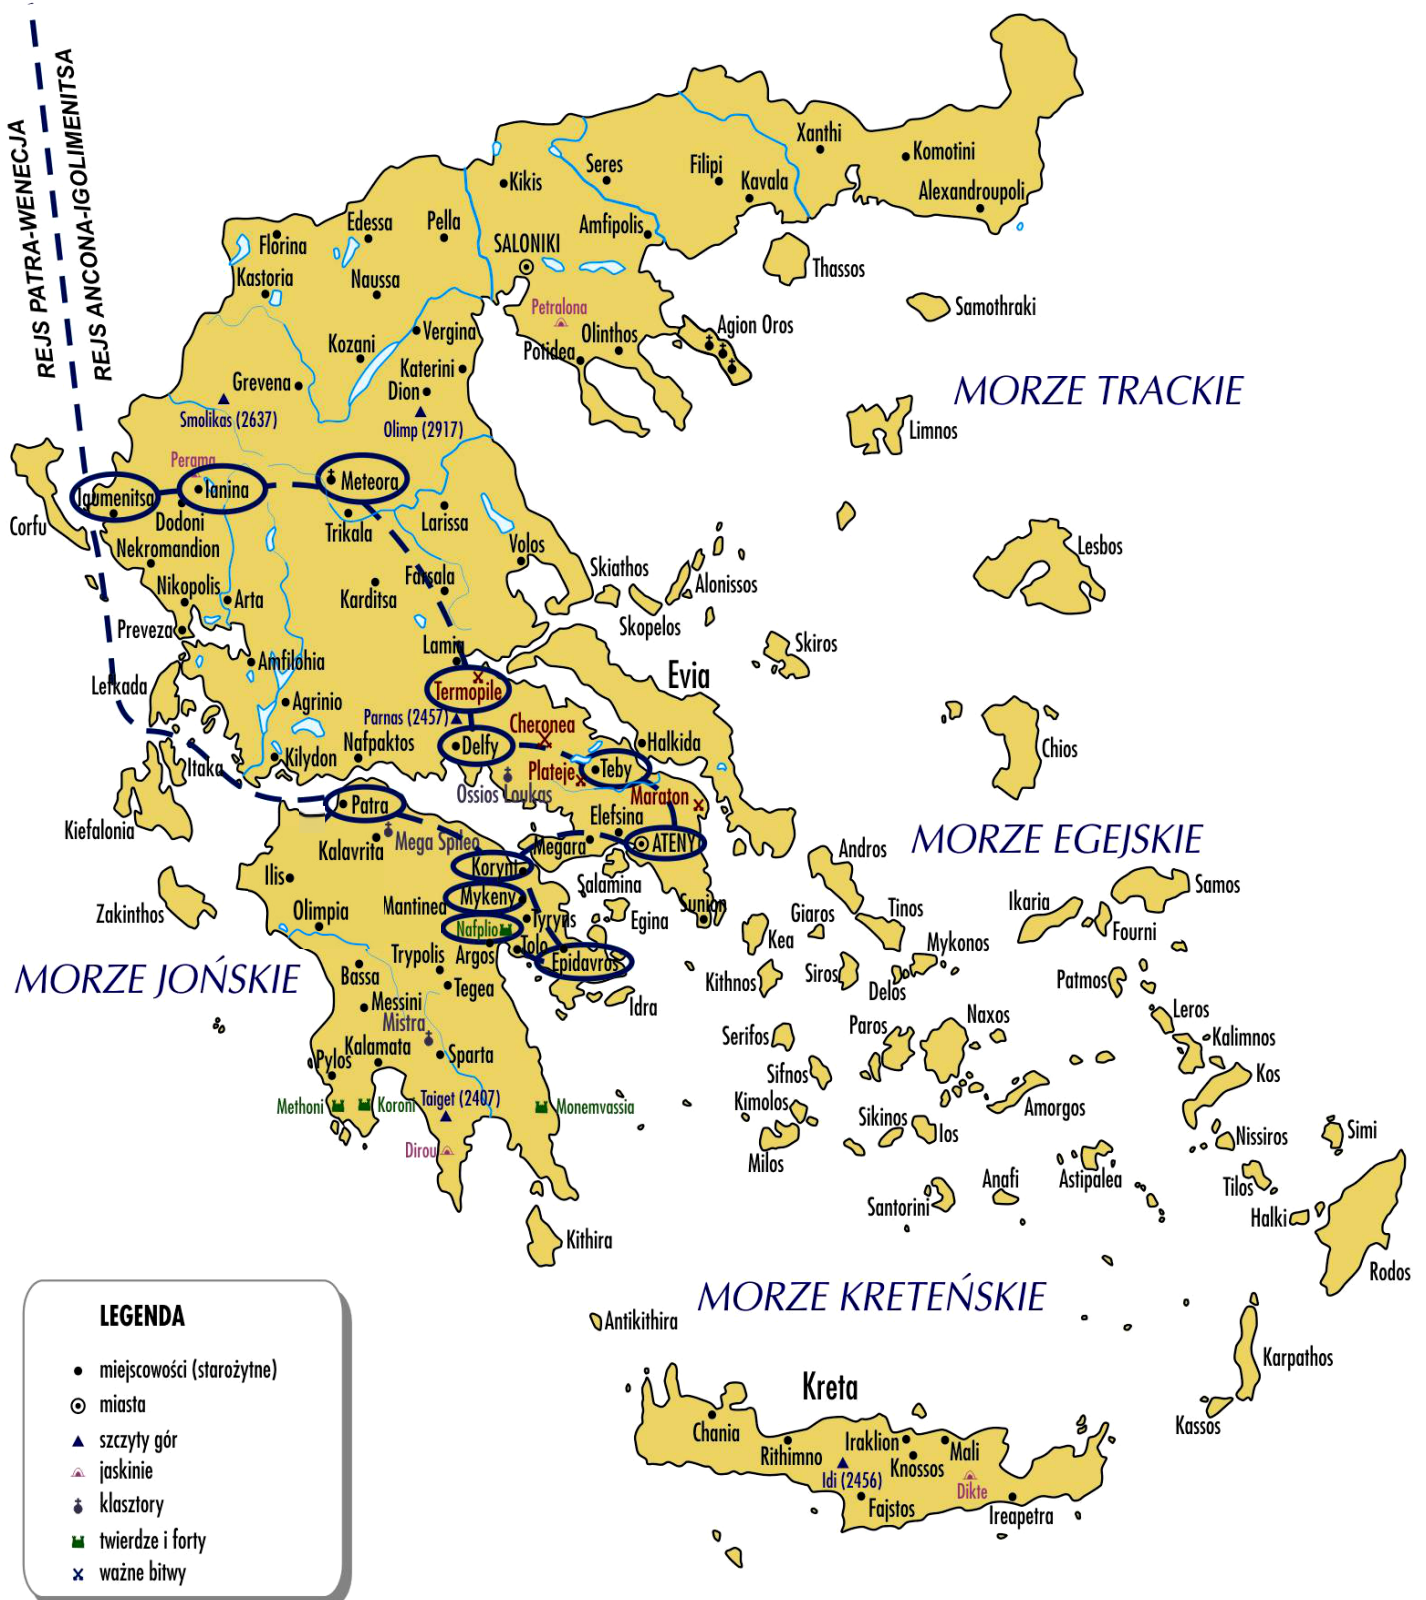 REJS PATRA-WENECJA
REJS ANCONA-IGOLIMENITSA
Xanthi
Komotini
Seres
Filipi
Kikis
Kavala
Alexandroupoli
Edessa
Pella
Amfipolis
Florina
SALONIKI
Thassos
Kastoria
Naussa
Samothraki
Petralona
Agion Oros
Vergina
Olinthos
Kozani
Potidea
Katerini
Grevena
Dion
MORZE TRACKIE
Smolikas (2637)
Olimp (2917)
Limnos
Perama
Igumenitsa
Ianina
Meteora
Corfu
Dodoni
Trikala
Larissa
Nekromandion
Volos
Lesbos
Skiathos
Farsala
Alonissos
Nikopolis
Arta
Karditsa
Preveza
Skopelos
Lamia
Skiros
Amfilohia
Evia
Lefkada
Termopile
Agrinio
Parnas (2457)
Cheronea
Nafpaktos
Delfy
Halkida
Chios
Kilydon
Itaka
Plateje
Teby
Ossios Loukas
Maraton
Patra
Elefsina
Kiefalonia
Mega Spileo
Megara
ATENY
MORZE EGEJSKIE
Kalavrita
Andros
Korynt
Ilis
Salamina
Samos
Mykeny
Mantinea
Sunion
Ikaria
Zakinthos
Olimpia
Tyryns
Egina
Giaros
Tinos
Nafplio
Fourni
Kea
Mykonos
Tolo
Trypolis
Argos
Epidavros
MORZE JOŃSKIE
Bassa
Kithnos
Siros
Patmos
Tegea
Delos
Messini
Idra
Leros
Mistra
Serifos
Paros
Naxos
Kalimnos
Kalamata
Sparta
Pylos
Sifnos
Kos
Taiget (2407)
Methoni
Koroni
Monemvassia
Kimolos
Amorgos
Sikinos
Ios
Nissiros
Simi
Dirou
Milos
Anafi
Astipalea
Tilos
Santorini
Halki
Kithira
Rodos
MORZE KRETEŃSKIE
Antikithira
Karpathos
Kreta
Kassos
Chania
Rithimno
Iraklion
Mali
Knossos
Idi (2456)
Dikte
Fajstos
Ireapetra
LEGENDA
miejscowości (starożytne)
miasta
szczyty gór
jaskinie
klasztory
twierdze i forty
ważne bitwy